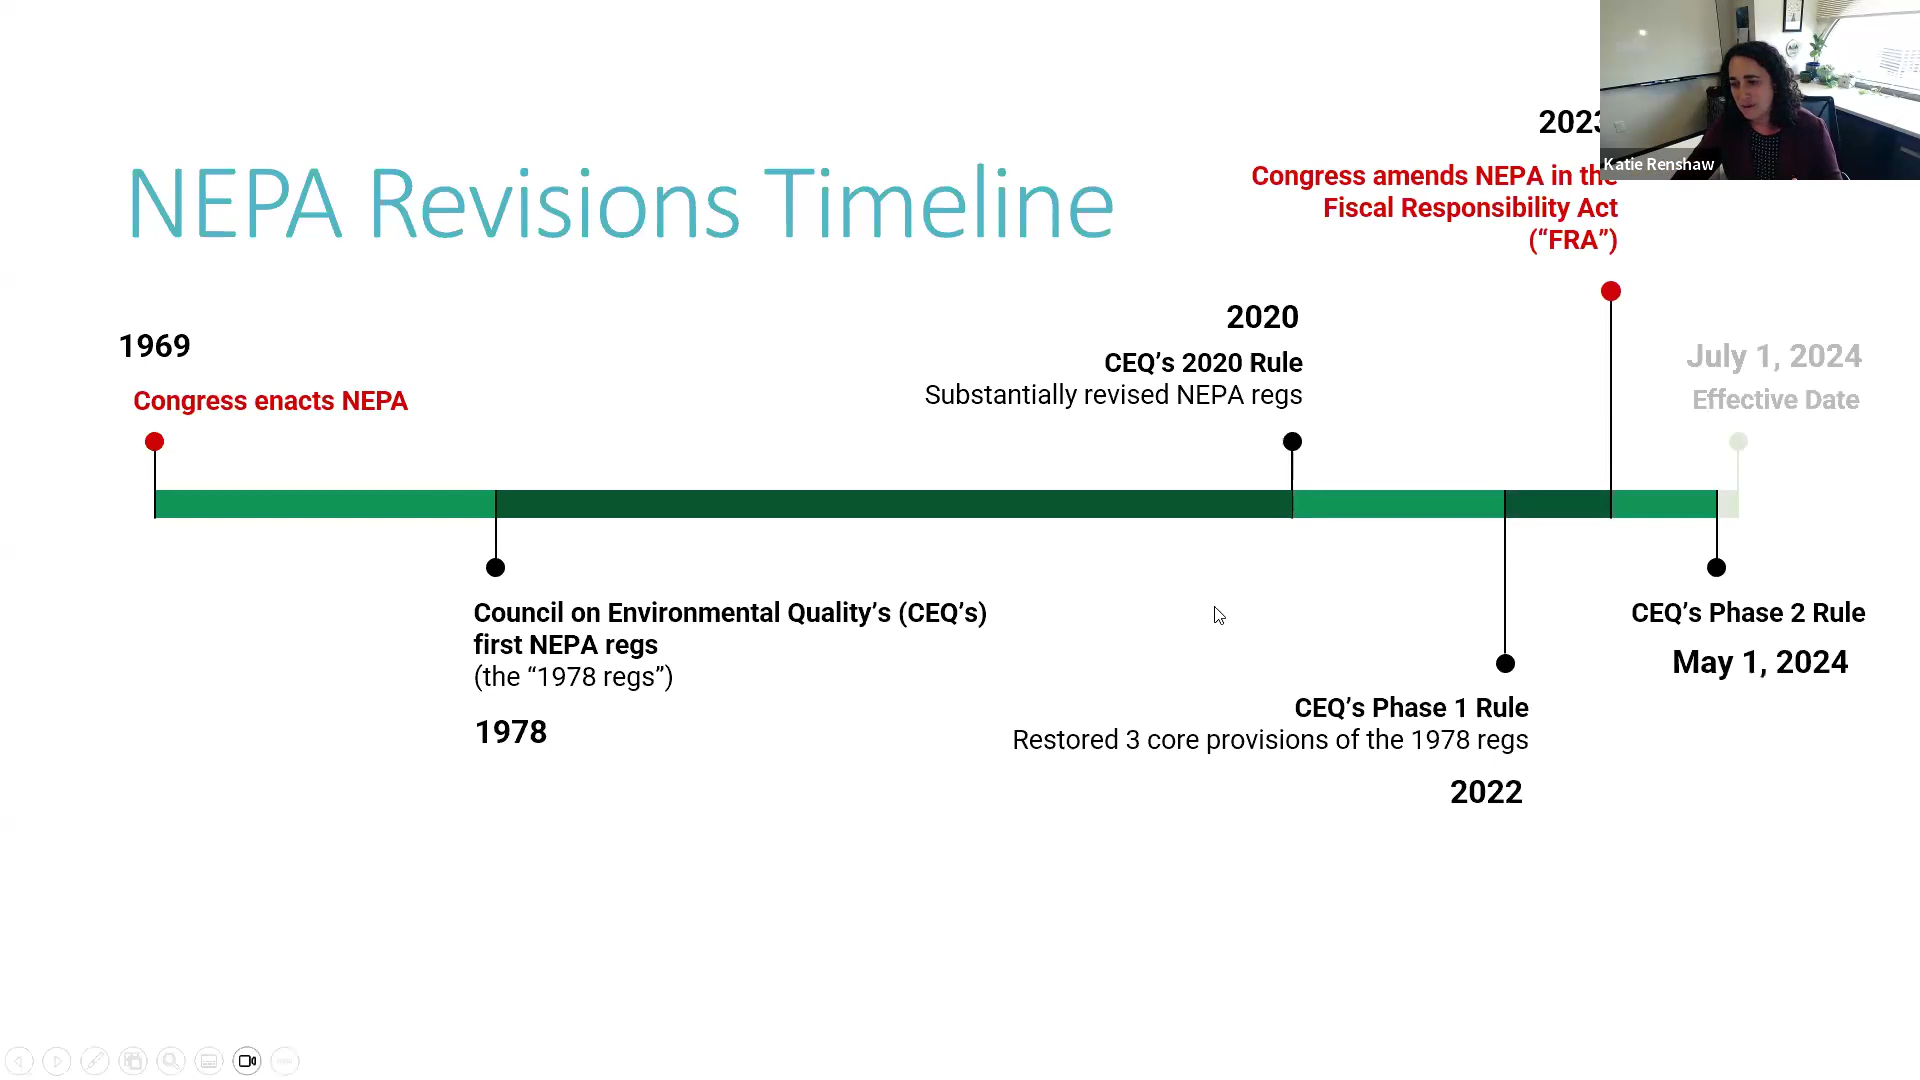 NEPA Revisions Timeline
1969
Congress enacts NEPA
Council on Environmental Quality’s (CEQ’s)
first NEPA regs
(the “1978 regs”)
1978
2020
CEQ’s 2020 Rule
Substantially revised NEPA regs
CEQ’s Phase 1 Rule
Restored 3 core provisions of the 1978 regs
2022
2023
Congress amends NEPA in the
Fiscal Responsibility Act
(“FRA”)
CEQ’s Phase 2 Rule
May 1, 2024
July 1, 2024
Effective Date
Katie Renshaw